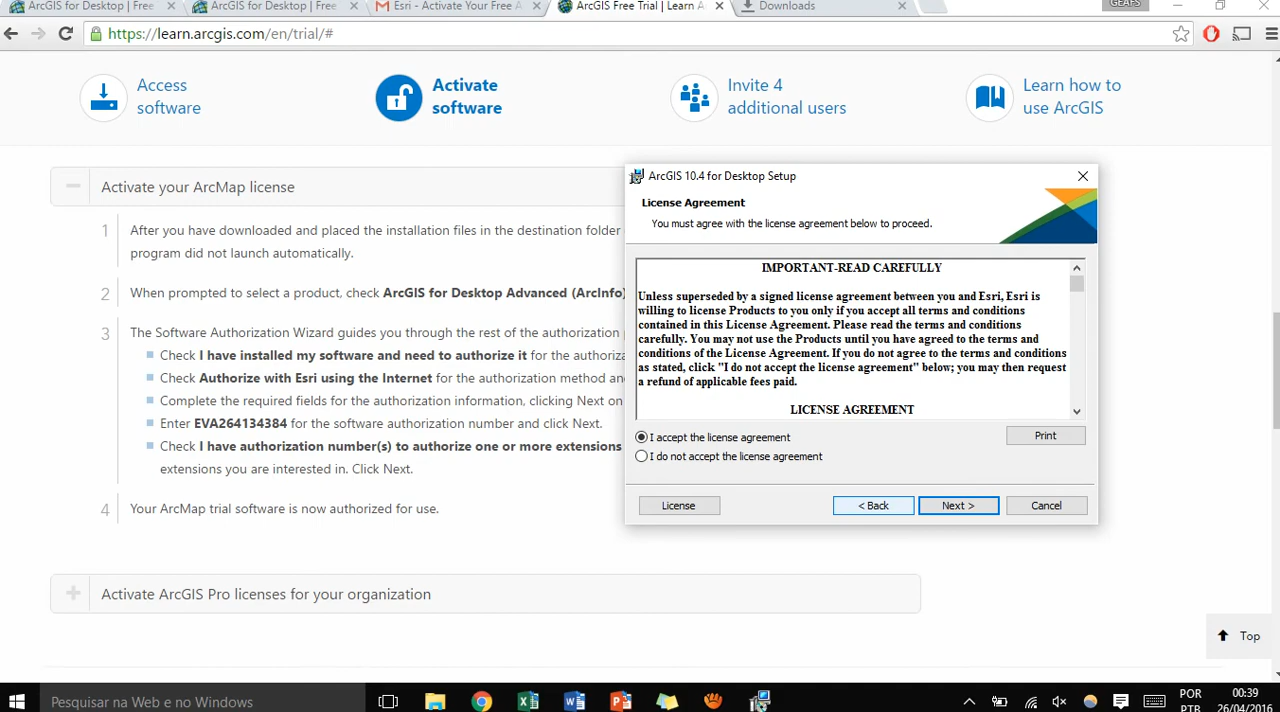 ArcGIS for Desktop | Free
ArcGIS for Desktop | Free
Esri - Activate Your Free A
ArcGIS Free Trial | Learn A
Downloads
GEAFS
https://learn.arcgis.com/en/trial/#
Access
software
Activate
software
Invite 4
additional users
Learn how to
use ArcGIS
Activate your ArcMap license
1 After you have downloaded and placed the installation files in the destination folder
program did not launch automatically.
2 When prompted to select a product, check ArcGIS for Desktop Advanced (ArcInfo)
3 The Software Authorization Wizard guides you through the rest of the authorization
Check I have installed my software and need to authorize it for the authoriza
Check Authorize with Esri using the Internet for the authorization method and
Complete the required fields for the authorization information, clicking Next on
Enter EVA264134384 for the software authorization number and click Next.
Check I have authorization number(s) to authorize one or more extensions
extensions you are interested in. Click Next.
4 Your ArcMap trial software is now authorized for use.
Activate ArcGIS Pro licenses for your organization
Top
ArcGIS 10.4 for Desktop Setup
License Agreement
You must agree with the license agreement below to proceed.
IMPORTANT-READ CAREFULLY
Unless superseded by a signed license agreement between you and Esri, Esri is
willing to license Products to you only if you accept all terms and conditions
contained in this License Agreement. Please read the terms and conditions
carefully. You may not use the Products until you have agreed to the terms and
conditions of the License Agreement. If you do not agree to the terms and conditions
as stated, click "I do not accept the license agreement" below; you may then request
a refund of applicable fees paid.
LICENSE AGREEMENT
I accept the license agreement
I do not accept the license agreement
Print
License
< Back
Next >
Cancel
Pesquisar na Web e no Windows
POR
PTB
00:39
26/04/2016